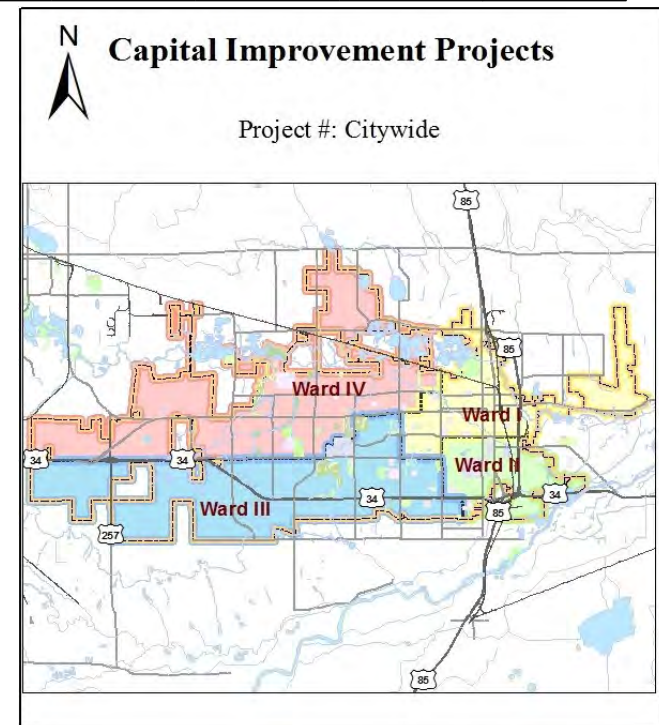 N
Capital Improvement Projects
Project #: Citywide
85
85
Ward IV
Ward I
34
34
Ward II
34
34
Ward III
85
257
85